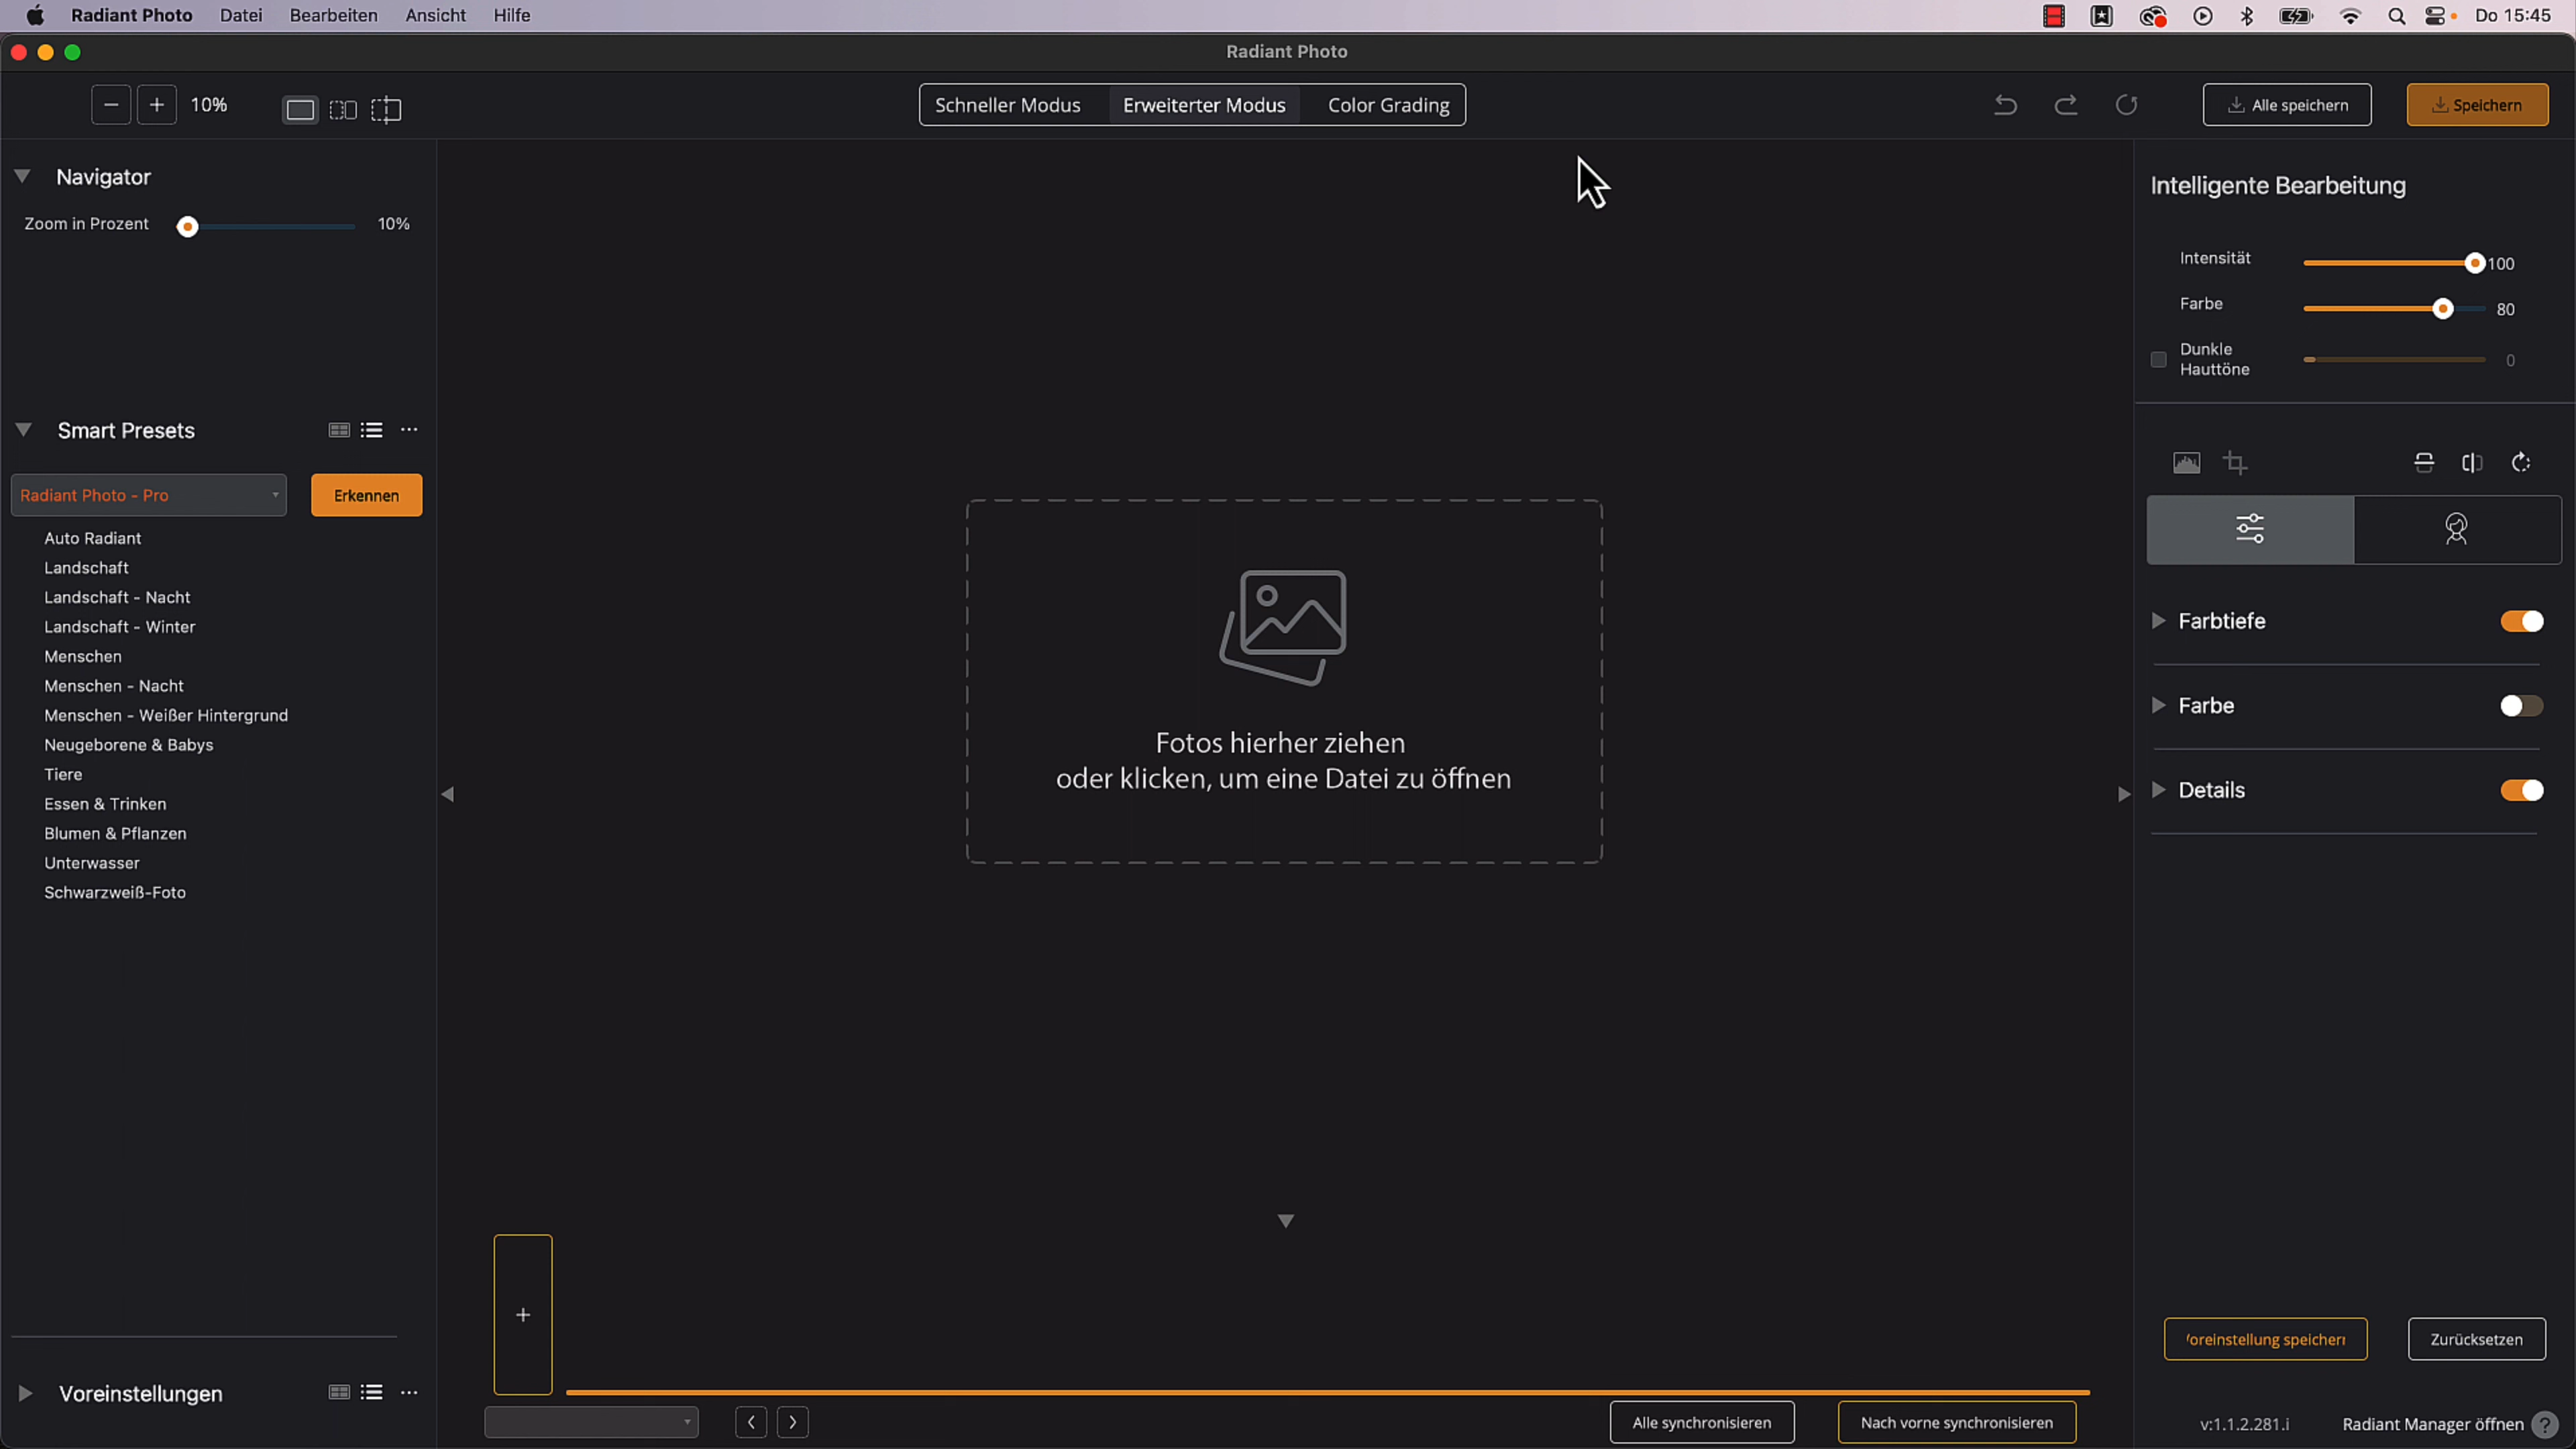 Radiant Photo Datei Bearbeiten Ansicht Hilfe Do 15:45
Radiant Photo
10% Schneller Modus Erweiterter Modus Color Grading Alle speichern Speichern
Navigator
Zoom in Prozent 10%
Smart Presets
Radiant Photo - Pro Erkennen
Auto Radiant
Landschaft
Landschaft - Nacht
Landschaft - Winter
Menschen
Menschen - Nacht
Menschen - Weißer Hintergrund
Neugeborene & Babys
Tiere
Essen & Trinken
Blumen & Pflanzen
Unterwasser
Schwarzweiß-Foto
Voreinstellungen
Fotos hierher ziehen
oder klicken, um eine Datei zu öffnen
Alle synchronisieren Nach vorne synchronisieren
Intelligente Bearbeitung
Intensität 100
Farbe 80
Dunkle
Hauttöne 0
Farbtiefe
Farbe
Details
oreinstellung speicher Zurücksetzen
v:1.1.2.281.i Radiant Manager öffnen ?